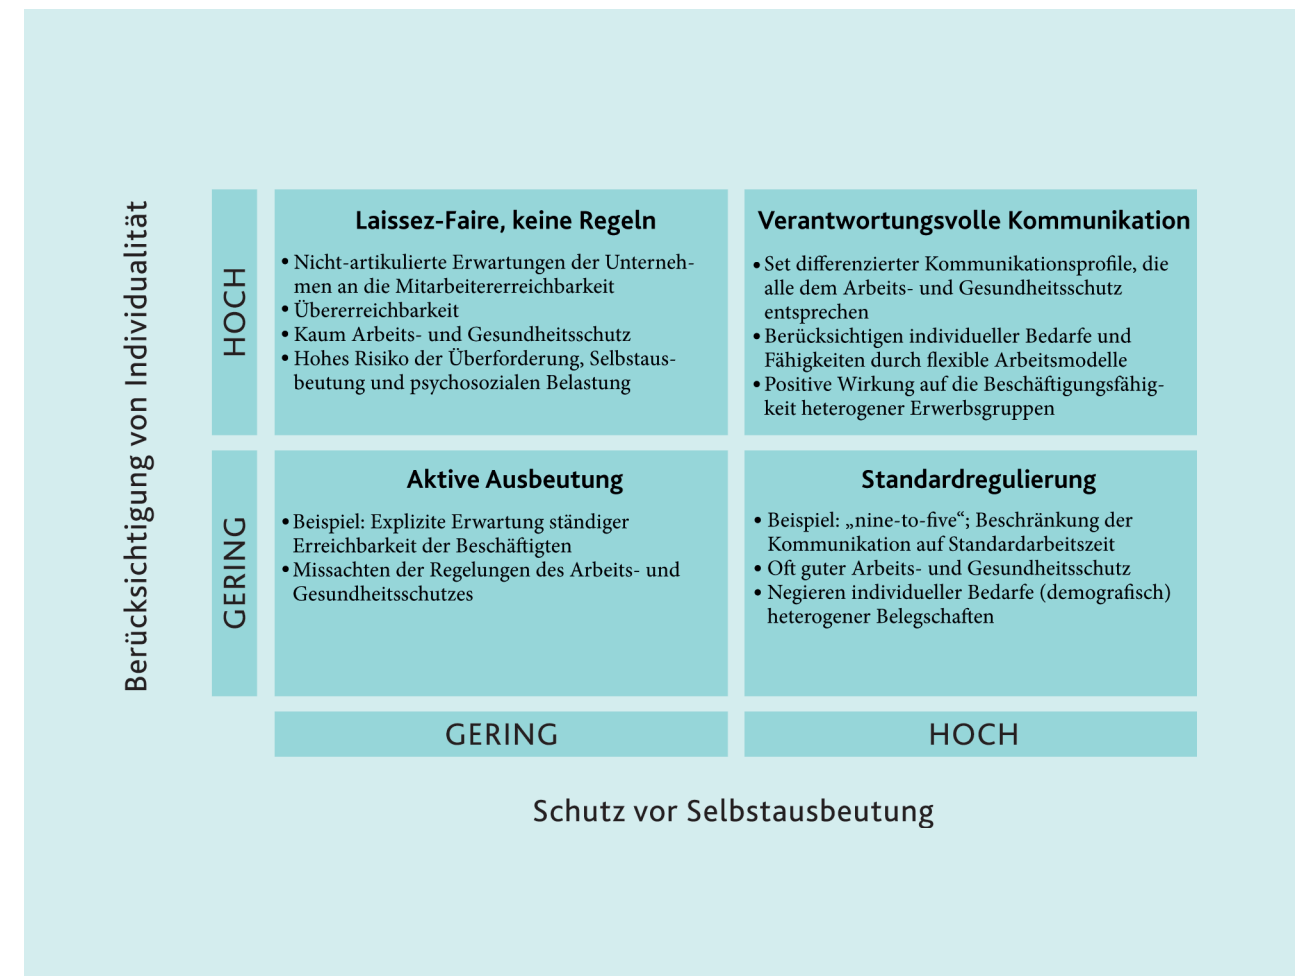 Berücksichtigung von Individualität
HOCH
Laissez-Faire, keine Regeln
• Nicht-artikulierte Erwartungen der Unterneh-
men an die Mitarbeitererreichbarkeit
• Übererreichbarkeit
• Kaum Arbeits- und Gesundheitsschutz
• Hohes Risiko der Überforderung, Selbstaus-
beutung und psychosozialen Belastung
Verantwortungsvolle Kommunikation
• Set differenzierter Kommunikationsprofile, die
alle dem Arbeits- und Gesundheitsschutz
entsprechen
• Berücksichtigen individueller Bedarfe und
Fähigkeiten durch flexible Arbeitsmodelle
• Positive Wirkung auf die Beschäftigungsfähig-
keit heterogener Erwerbsgruppen
GERING
Aktive Ausbeutung
• Beispiel: Explizite Erwartung ständiger
Erreichbarkeit der Beschäftigten
• Missachten der Regelungen des Arbeits- und
Gesundheitsschutzes
Standardregulierung
• Beispiel: „nine-to-five“; Beschränkung der
Kommunikation auf Standardarbeitszeit
• Oft guter Arbeits- und Gesundheitsschutz
• Negieren individueller Bedarfe (demografisch)
heterogener Belegschaften
GERING
HOCH
Schutz vor Selbstausbeutung